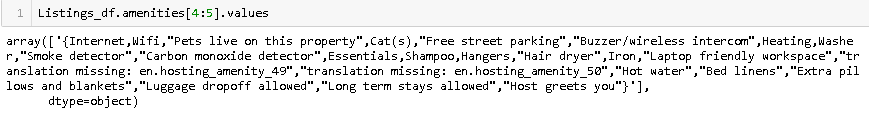 1 Listings_df.amenities[4:5].values
array(['{Internet,Wifi,"Pets live on this property",Cat(s),"Free street parking","Buzzer/wireless intercom",Heating,Washe
r,"Smoke detector","Carbon monoxide detector",Essentials,Shampoo,Hangers,"Hair dryer",Iron,"Laptop friendly workspace","tr
anslation missing: en.hosting_amenity_49","translation missing: en.hosting_amenity_50","Hot water","Bed linens","Extra pil
lows and blankets","Luggage dropoff allowed","Long term stays allowed","Host greets you"}'],
dtype=object)